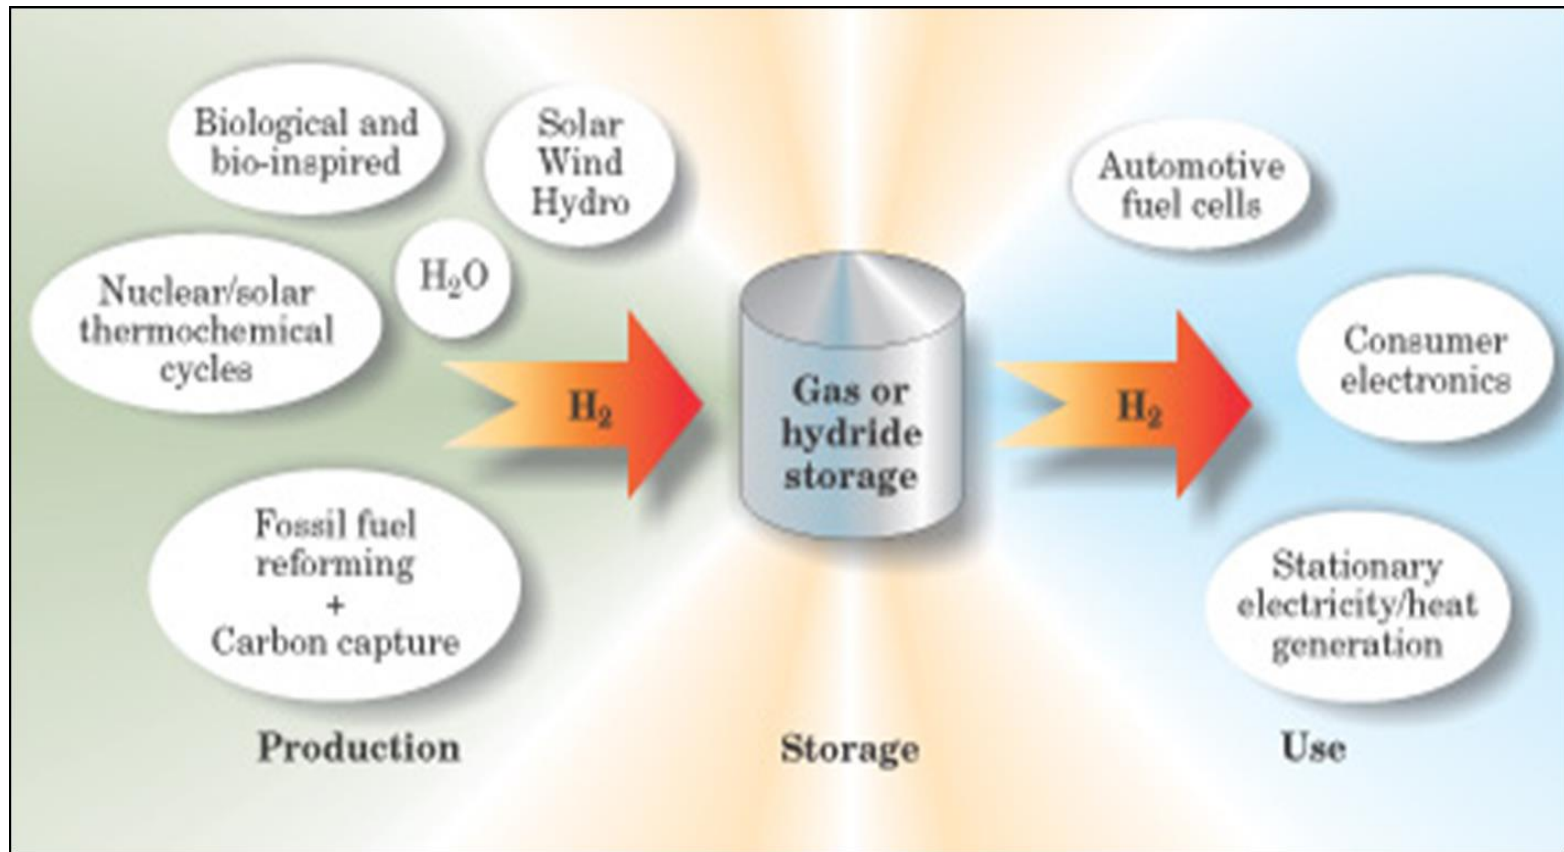 Biological and
bio-inspired
Solar
Wind
Hydro
H₂O
Nuclear/solar
thermochemical
cycles
H₂
Fossil fuel
reforming
+
Carbon capture
Production
Gas or
hydride
storage
Storage
H₂
Automotive
fuel cells
Consumer
electronics
Stationary
electricity/heat
generation
Use